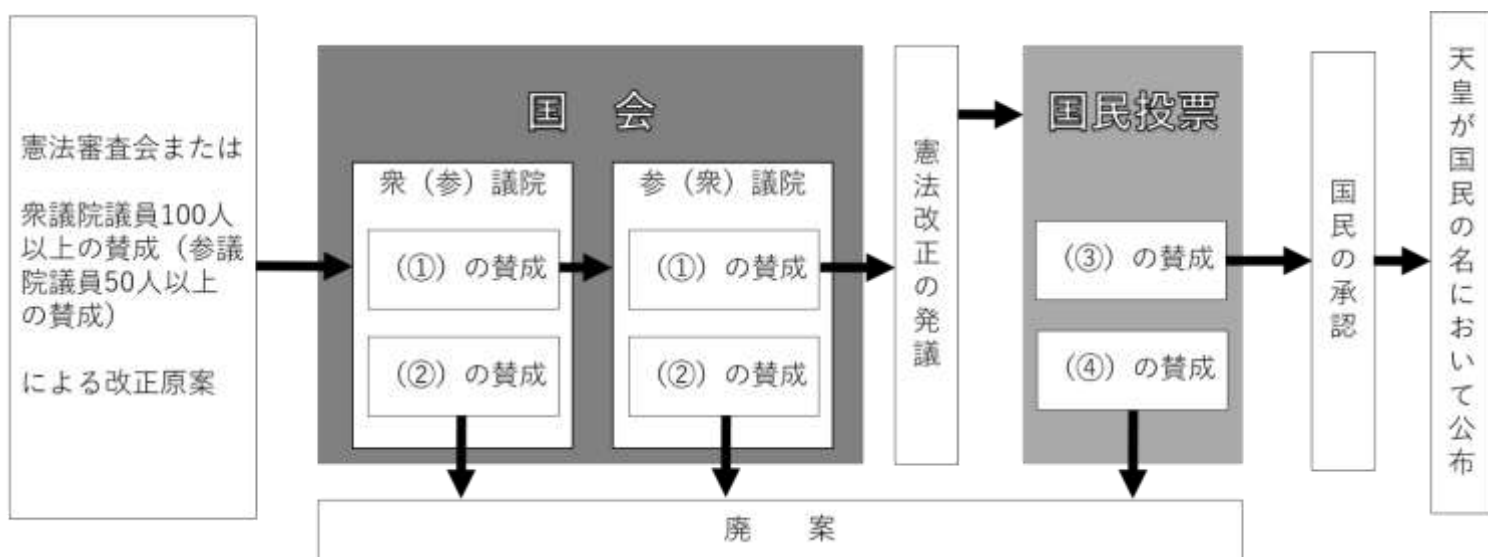 憲法審査会または
衆議院議員100人
以上の賛成（参議
院議員50人以上
の賛成）
による改正原案
国 会
衆（参）議院
（①）の賛成
（②）の賛成
参（衆）議院
（①）の賛成
（②）の賛成
憲法改正の発議
国民投票
（③）の賛成
（④）の賛成
国民の承認
天皇が国民の名において公布
廃 案